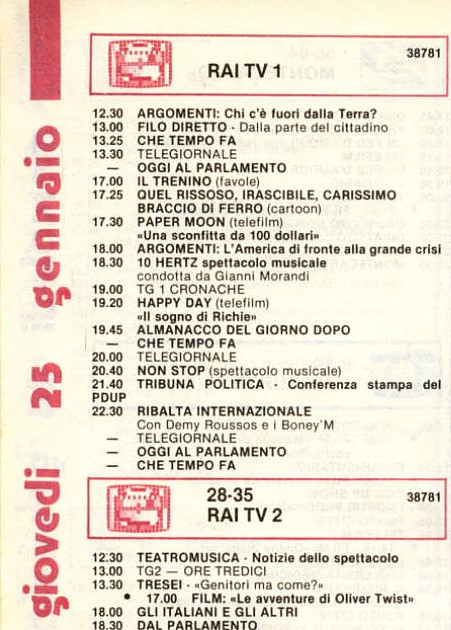 giovedì 25 gennaio
38781
RAI TV 1
12.30 ARGOMENTI: Chi c'è fuori dalla Terra?
13.00 FILO DIRETTO - Dalla parte del cittadino
13.25 CHE TEMPO FA
13.30 TELEGIORNALE
— OGGI AL PARLAMENTO
17.00 IL TRENINO (favole)
17.25 QUEL RISSOSO, IRASCIBILE, CARISSIMO
BRACCIO DI FERRO (cartoon)
17.30 PAPER MOON (telefilm)
«Una sconfitta da 100 dollari»
18.00 ARGOMENTI: L'America di fronte alla grande crisi
18.30 10 HERTZ spettacolo musicale
condotta da Gianni Morandi
19.00 TG 1 CRONACHE
19.20 HAPPY DAY (telefilm)
«Il sogno di Richie»
19.45 ALMANACCO DEL GIORNO DOPO
— CHE TEMPO FA
20.00 TELEGIORNALE
20.40 NON STOP (spettacolo musicale)
21.40 TRIBUNA POLITICA - Conferenza stampa del
PDUP
22.30 RIBALTA INTERNAZIONALE
Con Demy Roussos e i Boney'M
— TELEGIORNALE
— OGGI AL PARLAMENTO
— CHE TEMPO FA
28-35
38781
RAI TV 2
12.30 TEATROMUSICA - Notizie dello spettacolo
13.00 TG2 — ORE TREDICI
13.30 TRESEI - «Genitori ma come?»
• 17.00 FILM: «Le avventure di Oliver Twist»
18.00 GLI ITALIANI E GLI ALTRI
18.30 DAL PARLAMENTO